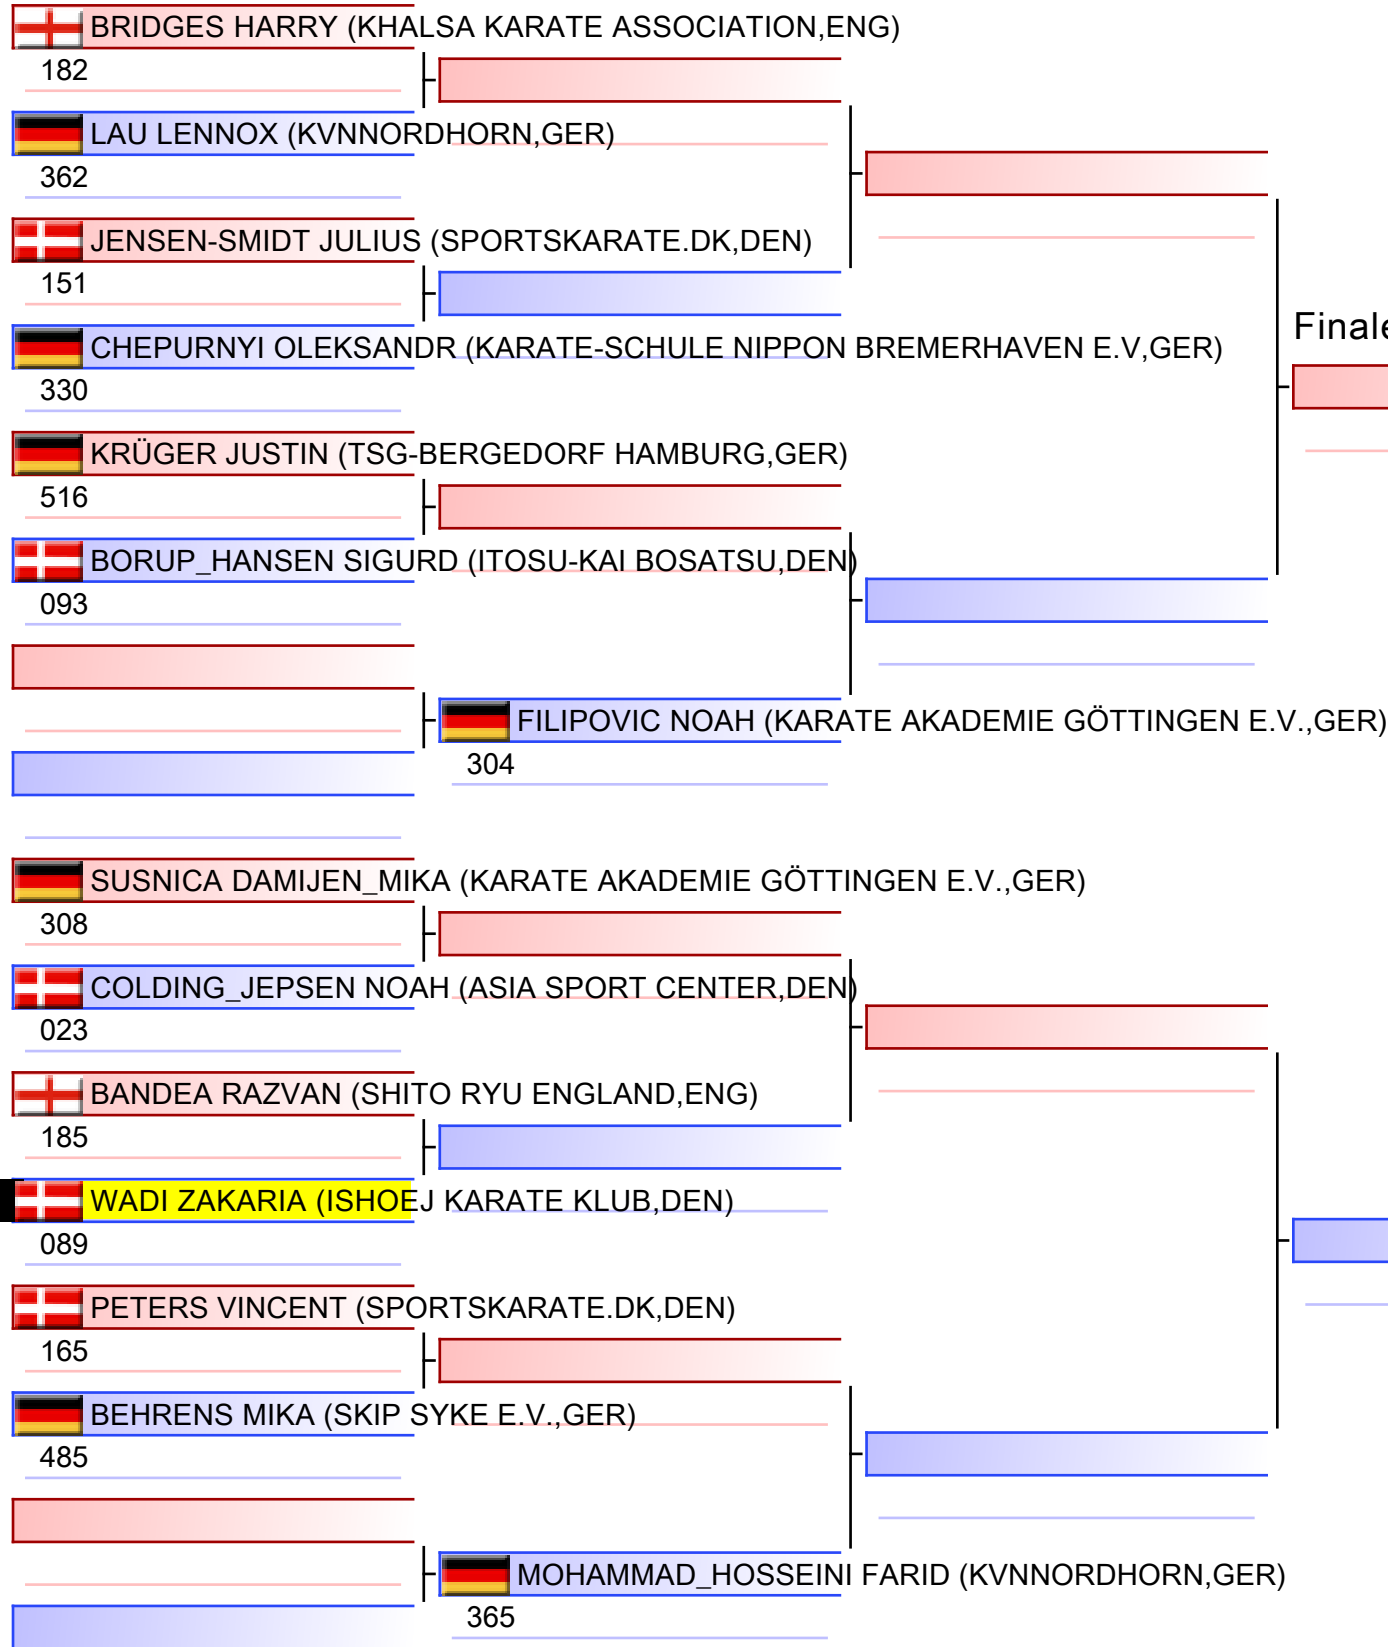 BRIDGES HARRY (KHALSA KARATE ASSOCIATION,ENG)
182
LAU LENNOX (KVNNORDHORN,GER)
362
JENSEN-SMIDT JULIUS (SPORTSKARATE.DK,DEN)
151
Finale
CHEPURNYI OLEKSANDR (KARATE-SCHULE NIPPON BREMERHAVEN E.V,GER)
330
KRÜGER JUSTIN (TSG-BERGEDORF HAMBURG,GER)
516
BORUP_HANSEN SIGURD (ITOSU-KAI BOSATSU,DEN)
093
FILIPOVIC NOAH (KARATE AKADEMIE GÖTTINGEN E.V.,GER)
304
SUSNICA DAMIJEN_MIKA (KARATE AKADEMIE GÖTTINGEN E.V.,GER)
308
COLDING_JEPSEN NOAH (ASIA SPORT CENTER,DEN)
023
BANDEA RAZVAN (SHITO RYU ENGLAND,ENG)
185
WADI ZAKARIA (ISHOEJ KARATE KLUB,DEN)
089
PETERS VINCENT (SPORTSKARATE.DK,DEN)
165
BEHRENS MIKA (SKIP SYKE E.V.,GER)
485
MOHAMMAD_HOSSEINI FARID (KVNNORDHORN,GER)
365